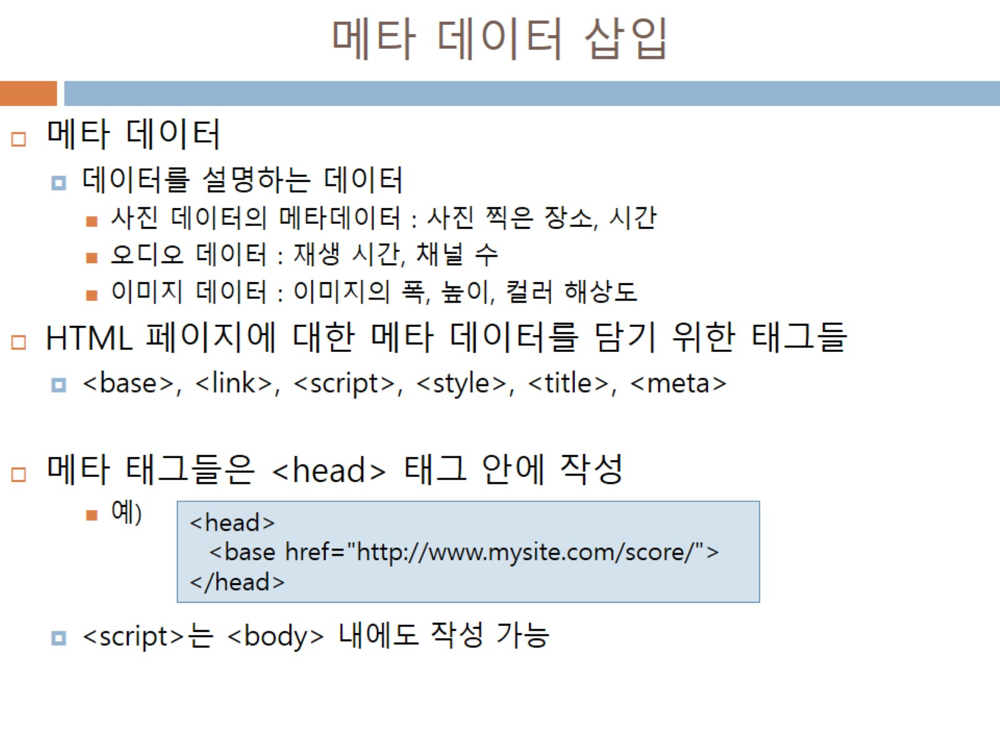 메타 데이터 삽입
메타 데이터
데이터를 설명하는 데이터
사진 데이터의 메타데이터 : 사진 찍은 장소, 시간
오디오 데이터 : 재생 시간, 채널 수
이미지 데이터 : 이미지의 폭, 높이, 컬러 해상도
HTML 페이지에 대한 메타 데이터를 담기 위한 태그들
<base>, <link>, <script>, <style>, <title>, <meta>
메타 태그들은 <head> 태그 안에 작성
예)
<head>
<base href="http://www.mysite.com/score/">
</head>
<script>는 <body> 내에도 작성 가능